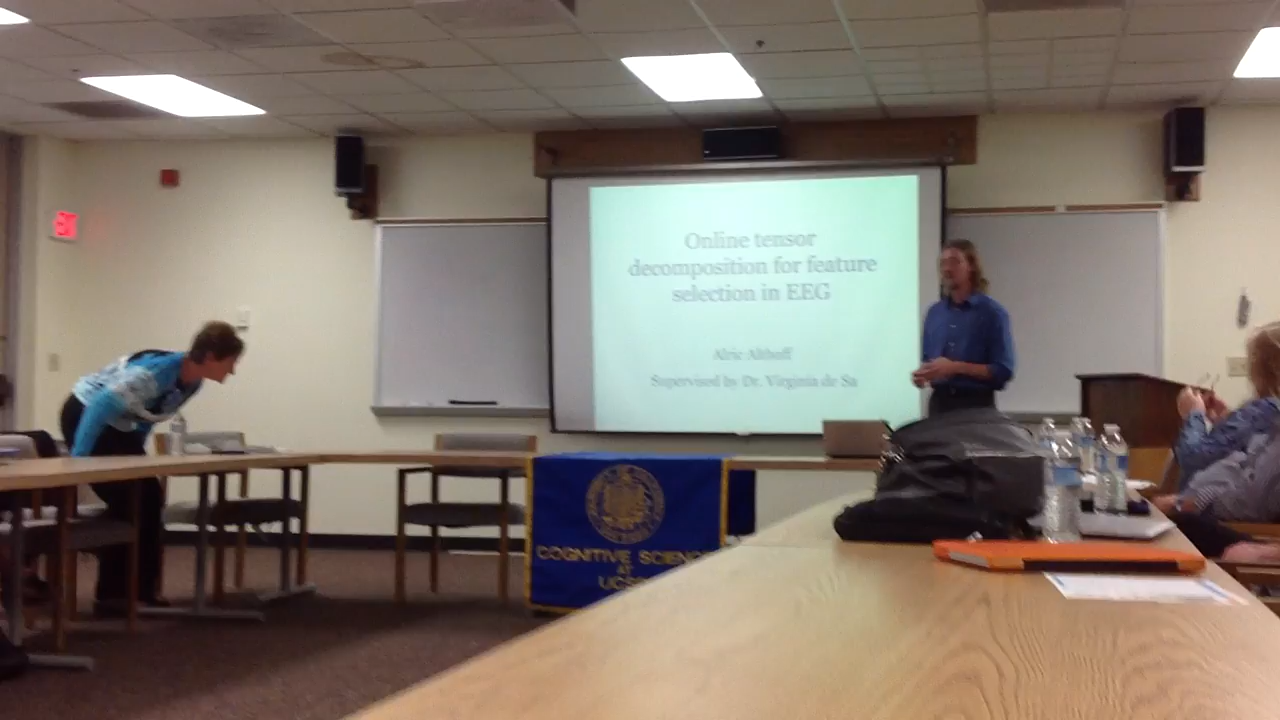 Online tensor
decomposition for feature
selection in EEG
Alric Althoff
Supervised by Dr. Virginia de Sa
EXIT
COGNITIVE SCIENCE
AT
UCSD